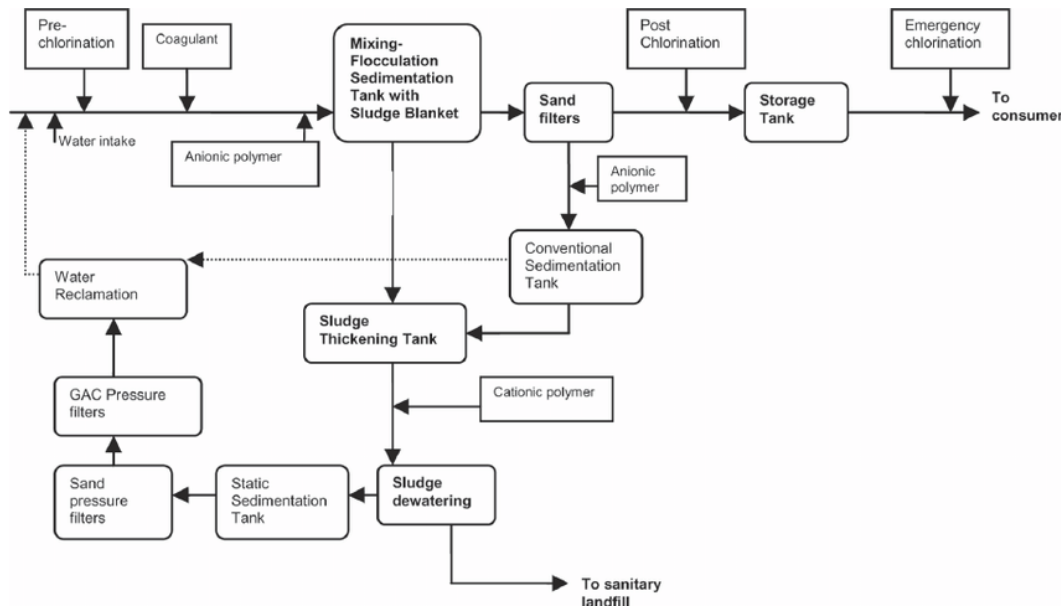 Pre-
chlorination
Coagulant
Mixing-
Flocculation
Sedimentation
Tank with
Sludge Blanket
Post
Chlorination
Emergency
chlorination
Sand
filters
Storage
Tank
To
consumer
Water intake
Anionic polymer
Anionic
polymer
Conventional
Sedimentation
Tank
Water
Reclamation
Sludge
Thickening Tank
GAC Pressure
filters
Cationic polymer
Sand
pressure
filters
Static
Sedimentation
Tank
Sludge
dewatering
To sanitary
landfill